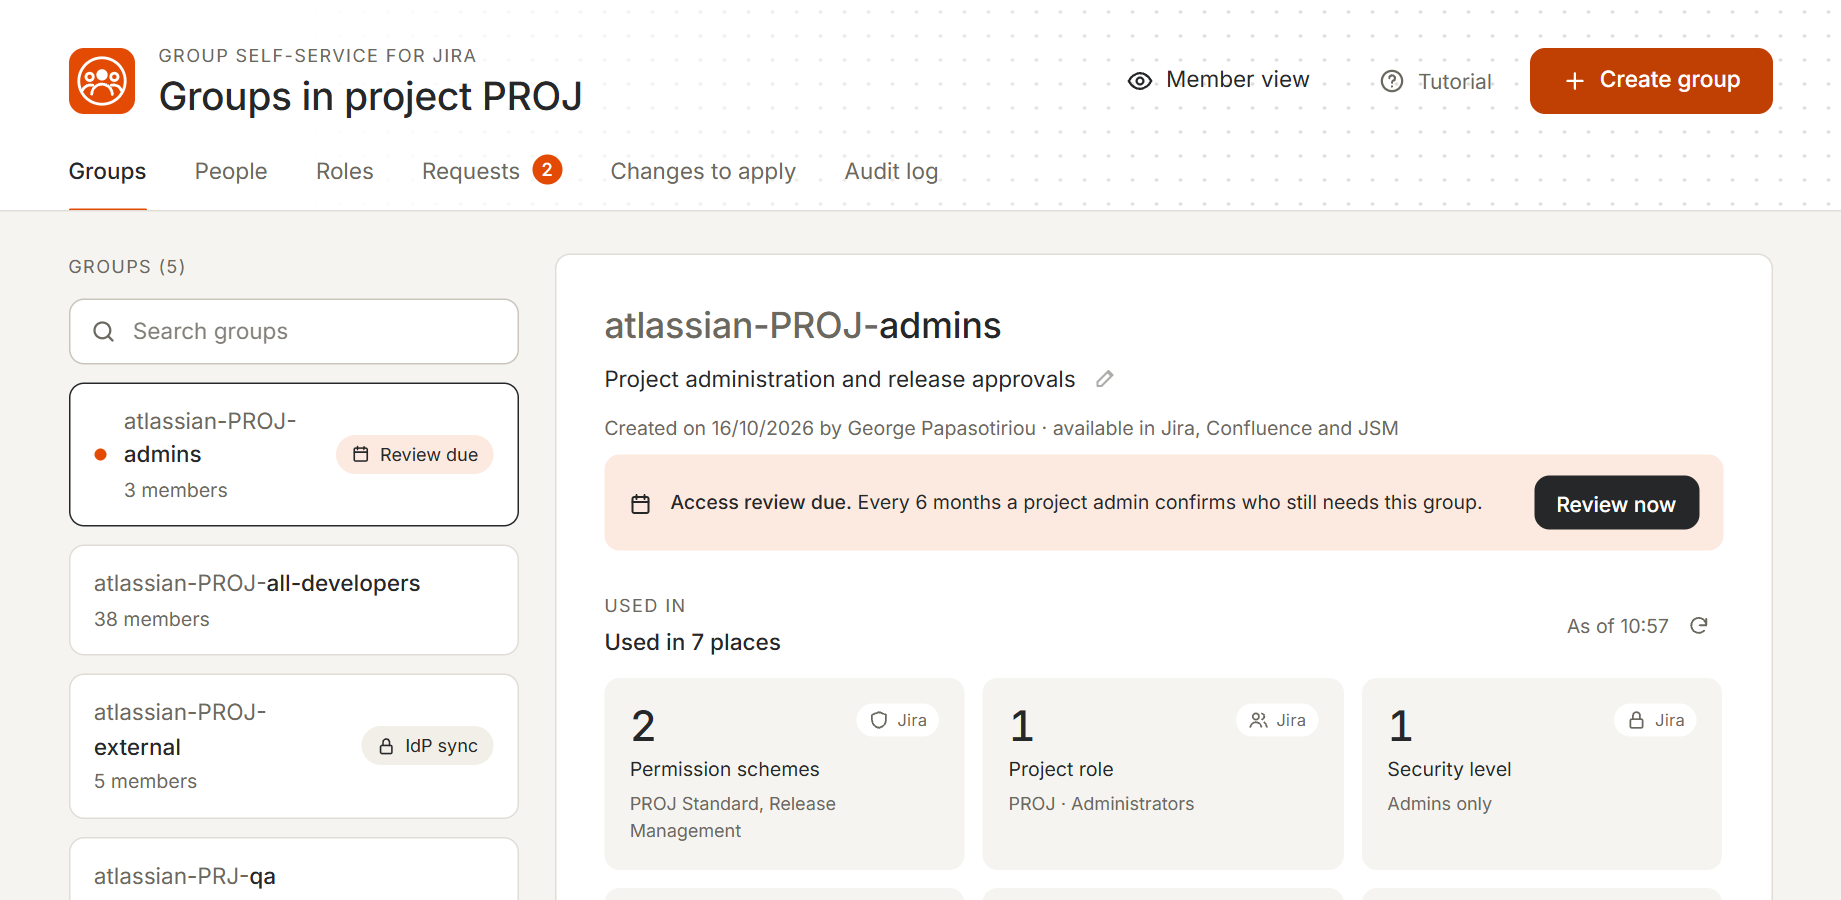 GROUP SELF-SERVICE FOR JIRA
Groups in project PROJ
Member view
Tutorial
+ Create group
Groups
People
Roles
Requests 2
Changes to apply
Audit log
GROUPS (5)
Search groups
atlassian-PROJ-
admins
3 members
Review due
atlassian-PROJ-all-developers
38 members
atlassian-PROJ-
external
5 members
IdP sync
atlassian-PRJ-qa
atlassian-PROJ-admins
Project administration and release approvals
Created on 16/10/2026 by George Papasotiriou · available in Jira, Confluence and JSM
Access review due. Every 6 months a project admin confirms who still needs this group.
Review now
USED IN
Used in 7 places
As of 10:57
2
Jira
Permission schemes
PROJ Standard, Release
Management
1
Jira
Project role
PROJ · Administrators
1
Jira
Security level
Admins only